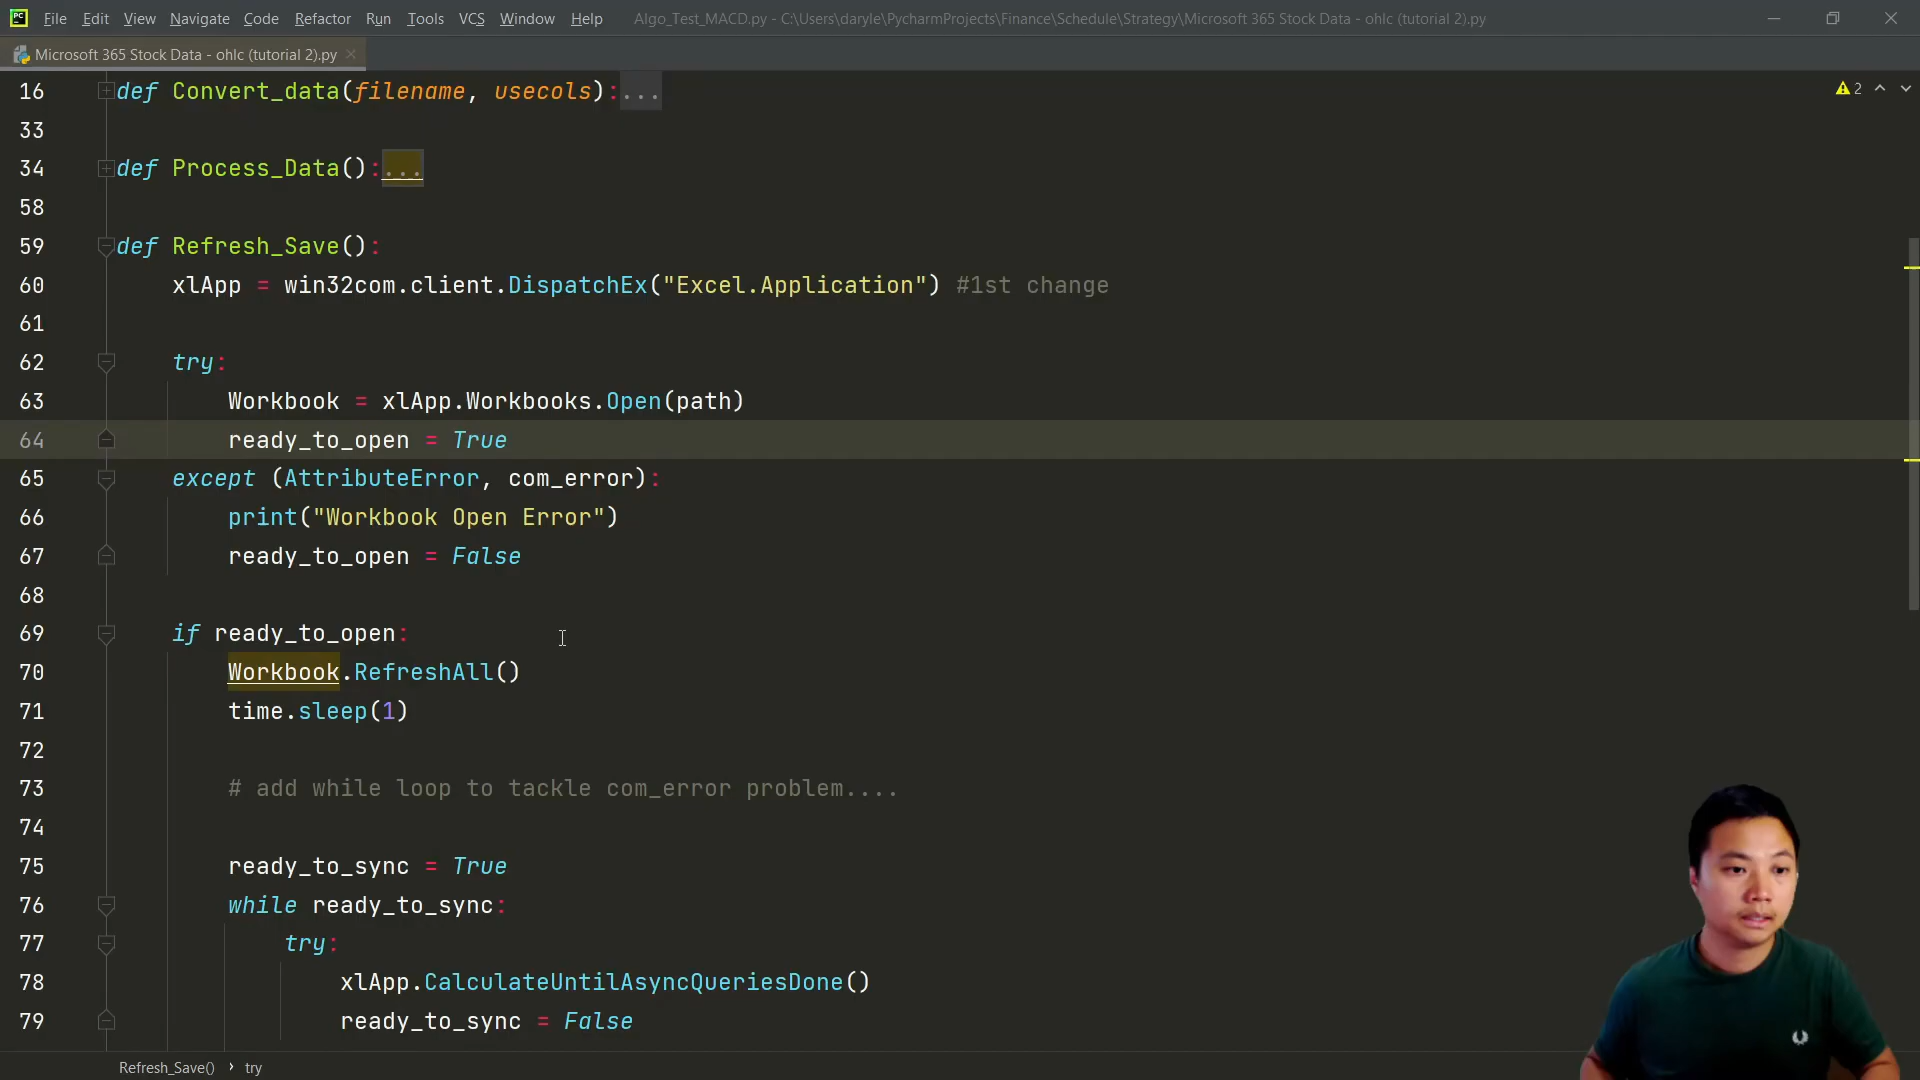 PC File Edit View Navigate Code Refactor Run Tools VCS Window Help Algo_Test_MACD.py - C:\Users\daryle\PycharmProjects\Finance\Schedule\Strategy\Microsoft 365 Stock Data - ohlc (tutorial 2).py
Microsoft 365 Stock Data - ohlc (tutorial 2).py
16 def Convert_data(filename, usecols):... 2
33
34 def Process_Data():...
58
59 def Refresh_Save():
60 xlApp = win32com.client.DispatchEx("Excel.Application") #1st change
61
62 try:
63 Workbook = xlApp.Workbooks.Open(path)
64 ready_to_open = True
65 except (AttributeError, com_error):
66 print("Workbook Open Error")
67 ready_to_open = False
68
69 if ready_to_open:
70 Workbook.RefreshAll()
71 time.sleep(1)
72
73 # add while loop to tackle com_error problem....
74
75 ready_to_sync = True
76 while ready_to_sync:
77 try:
78 xlApp.CalculateUntilAsyncQueriesDone()
79 ready_to_sync = False
Refresh_Save() › try